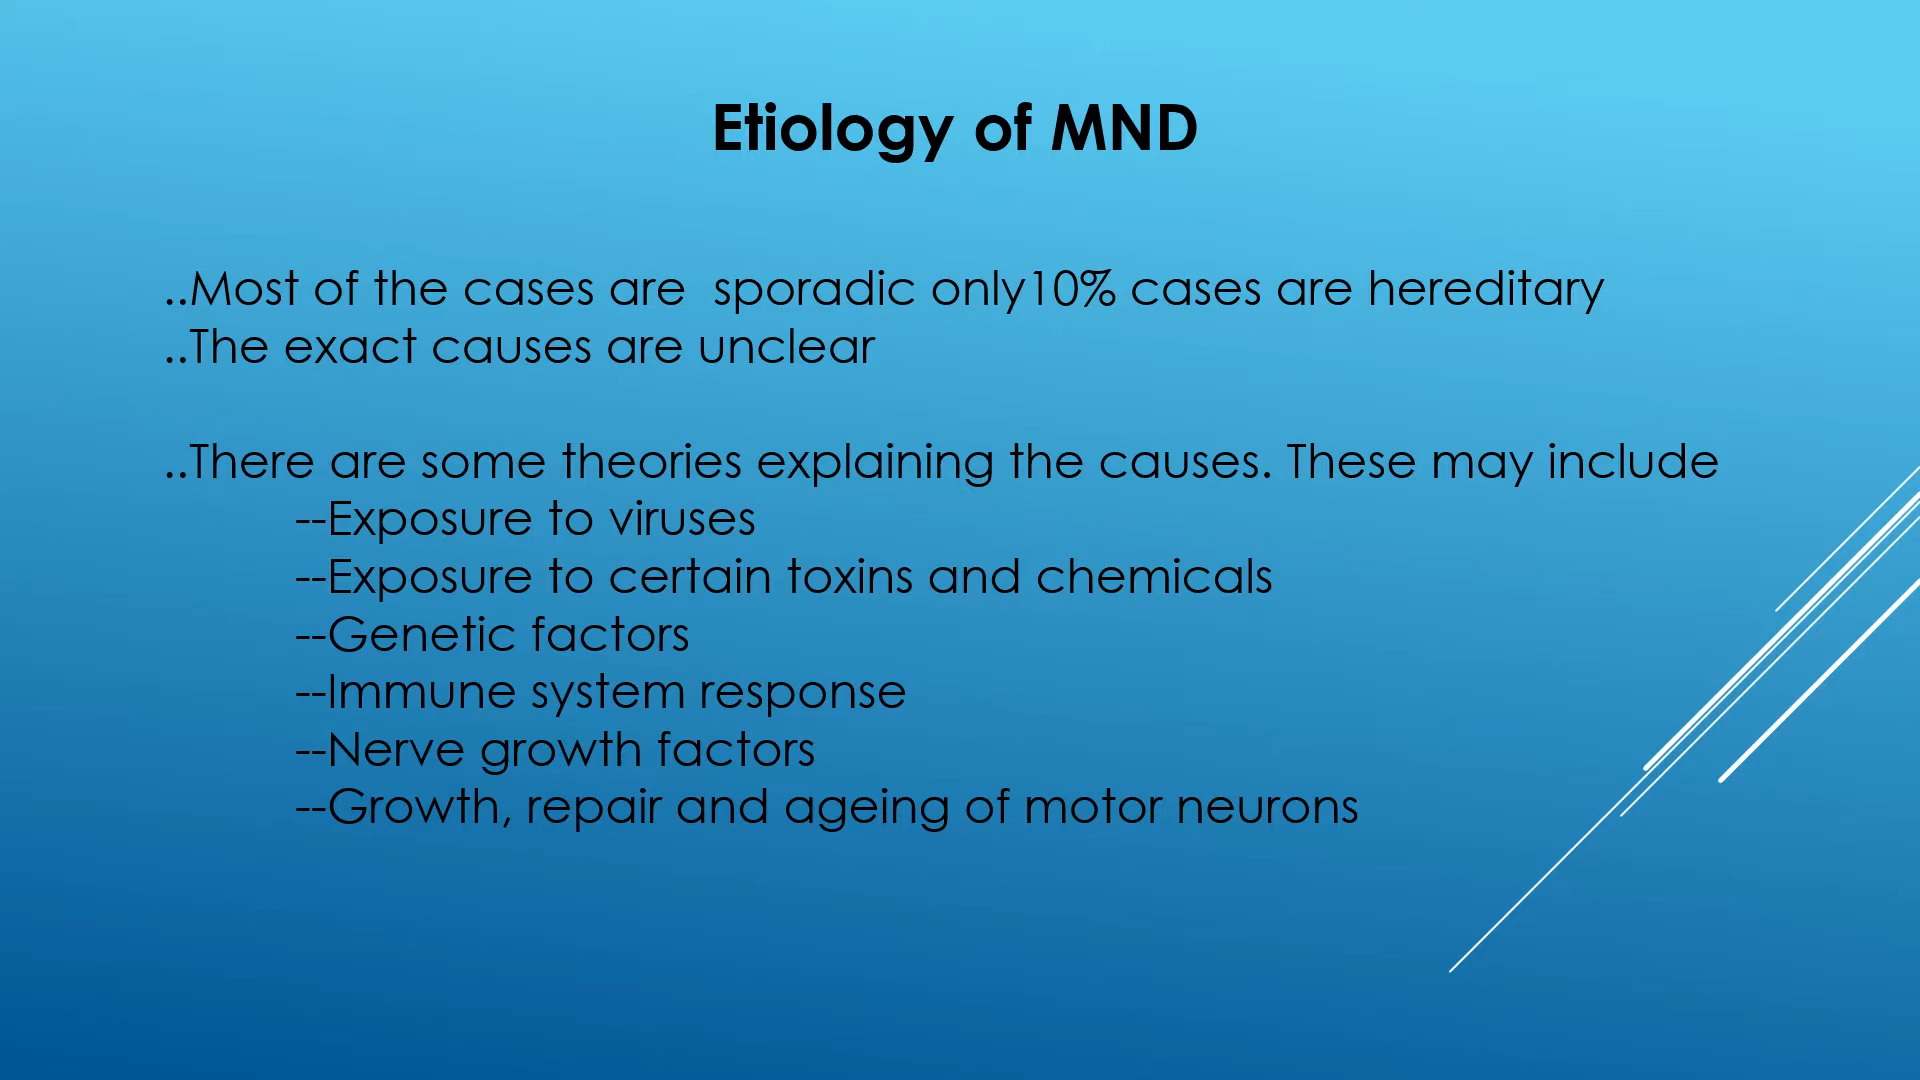 Etiology of MND
..Most of the cases are  sporadic only10% cases are hereditary
..The exact causes are unclear
..There are some theories explaining the causes. These may include
--Exposure to viruses
--Exposure to certain toxins and chemicals
--Genetic factors
--Immune system response
--Nerve growth factors
--Growth, repair and ageing of motor neurons